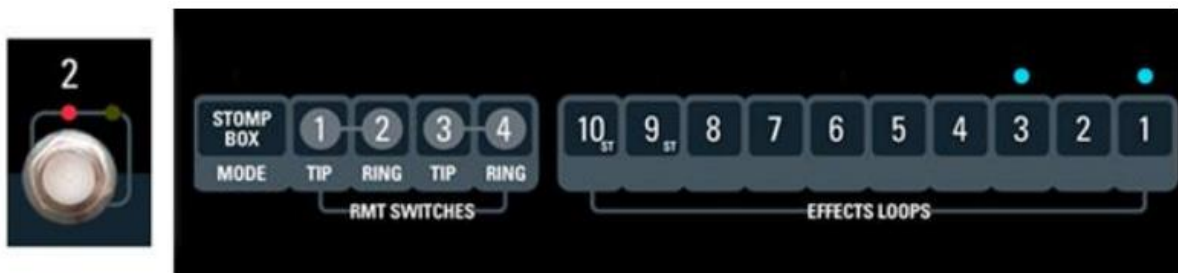 2
STOMP BOX 1 2 3 4 10 ST 9 ST 8 7 6 5 4 3 2 1
MODE TIP RING TIP RING
RMT SWITCHES EFFECTS LOOPS